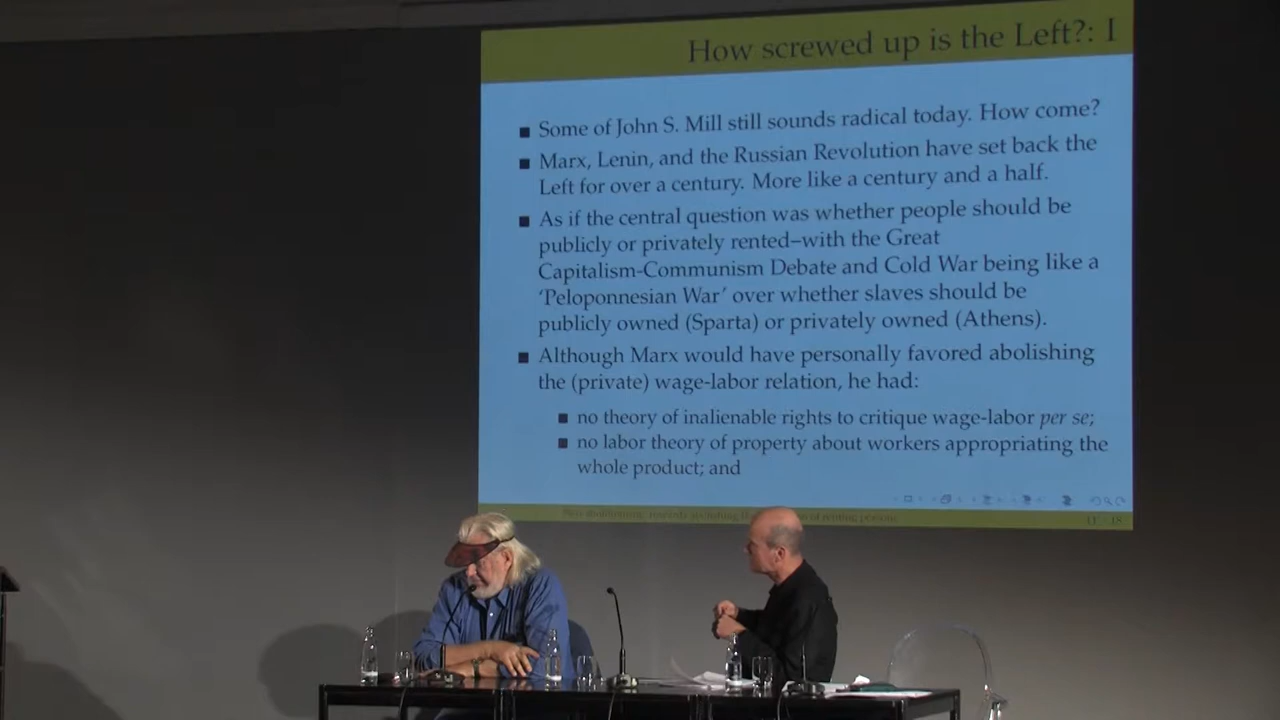 How screwed up is the Left?: I
■ Some of John S. Mill still sounds radical today. How come?
■ Marx, Lenin, and the Russian Revolution have set back the
Left for over a century. More like a century and a half.
■ As if the central question was whether people should be
publicly or privately rented–with the Great
Capitalism-Communism Debate and Cold War being like a
'Peloponnesian War' over whether slaves should be
publicly owned (Sparta) or privately owned (Athens).
■ Although Marx would have personally favored abolishing
the (private) wage-labor relation, he had:
■ no theory of inalienable rights to critique wage-labor per se;
■ no labor theory of property about workers appropriating the
whole product; and